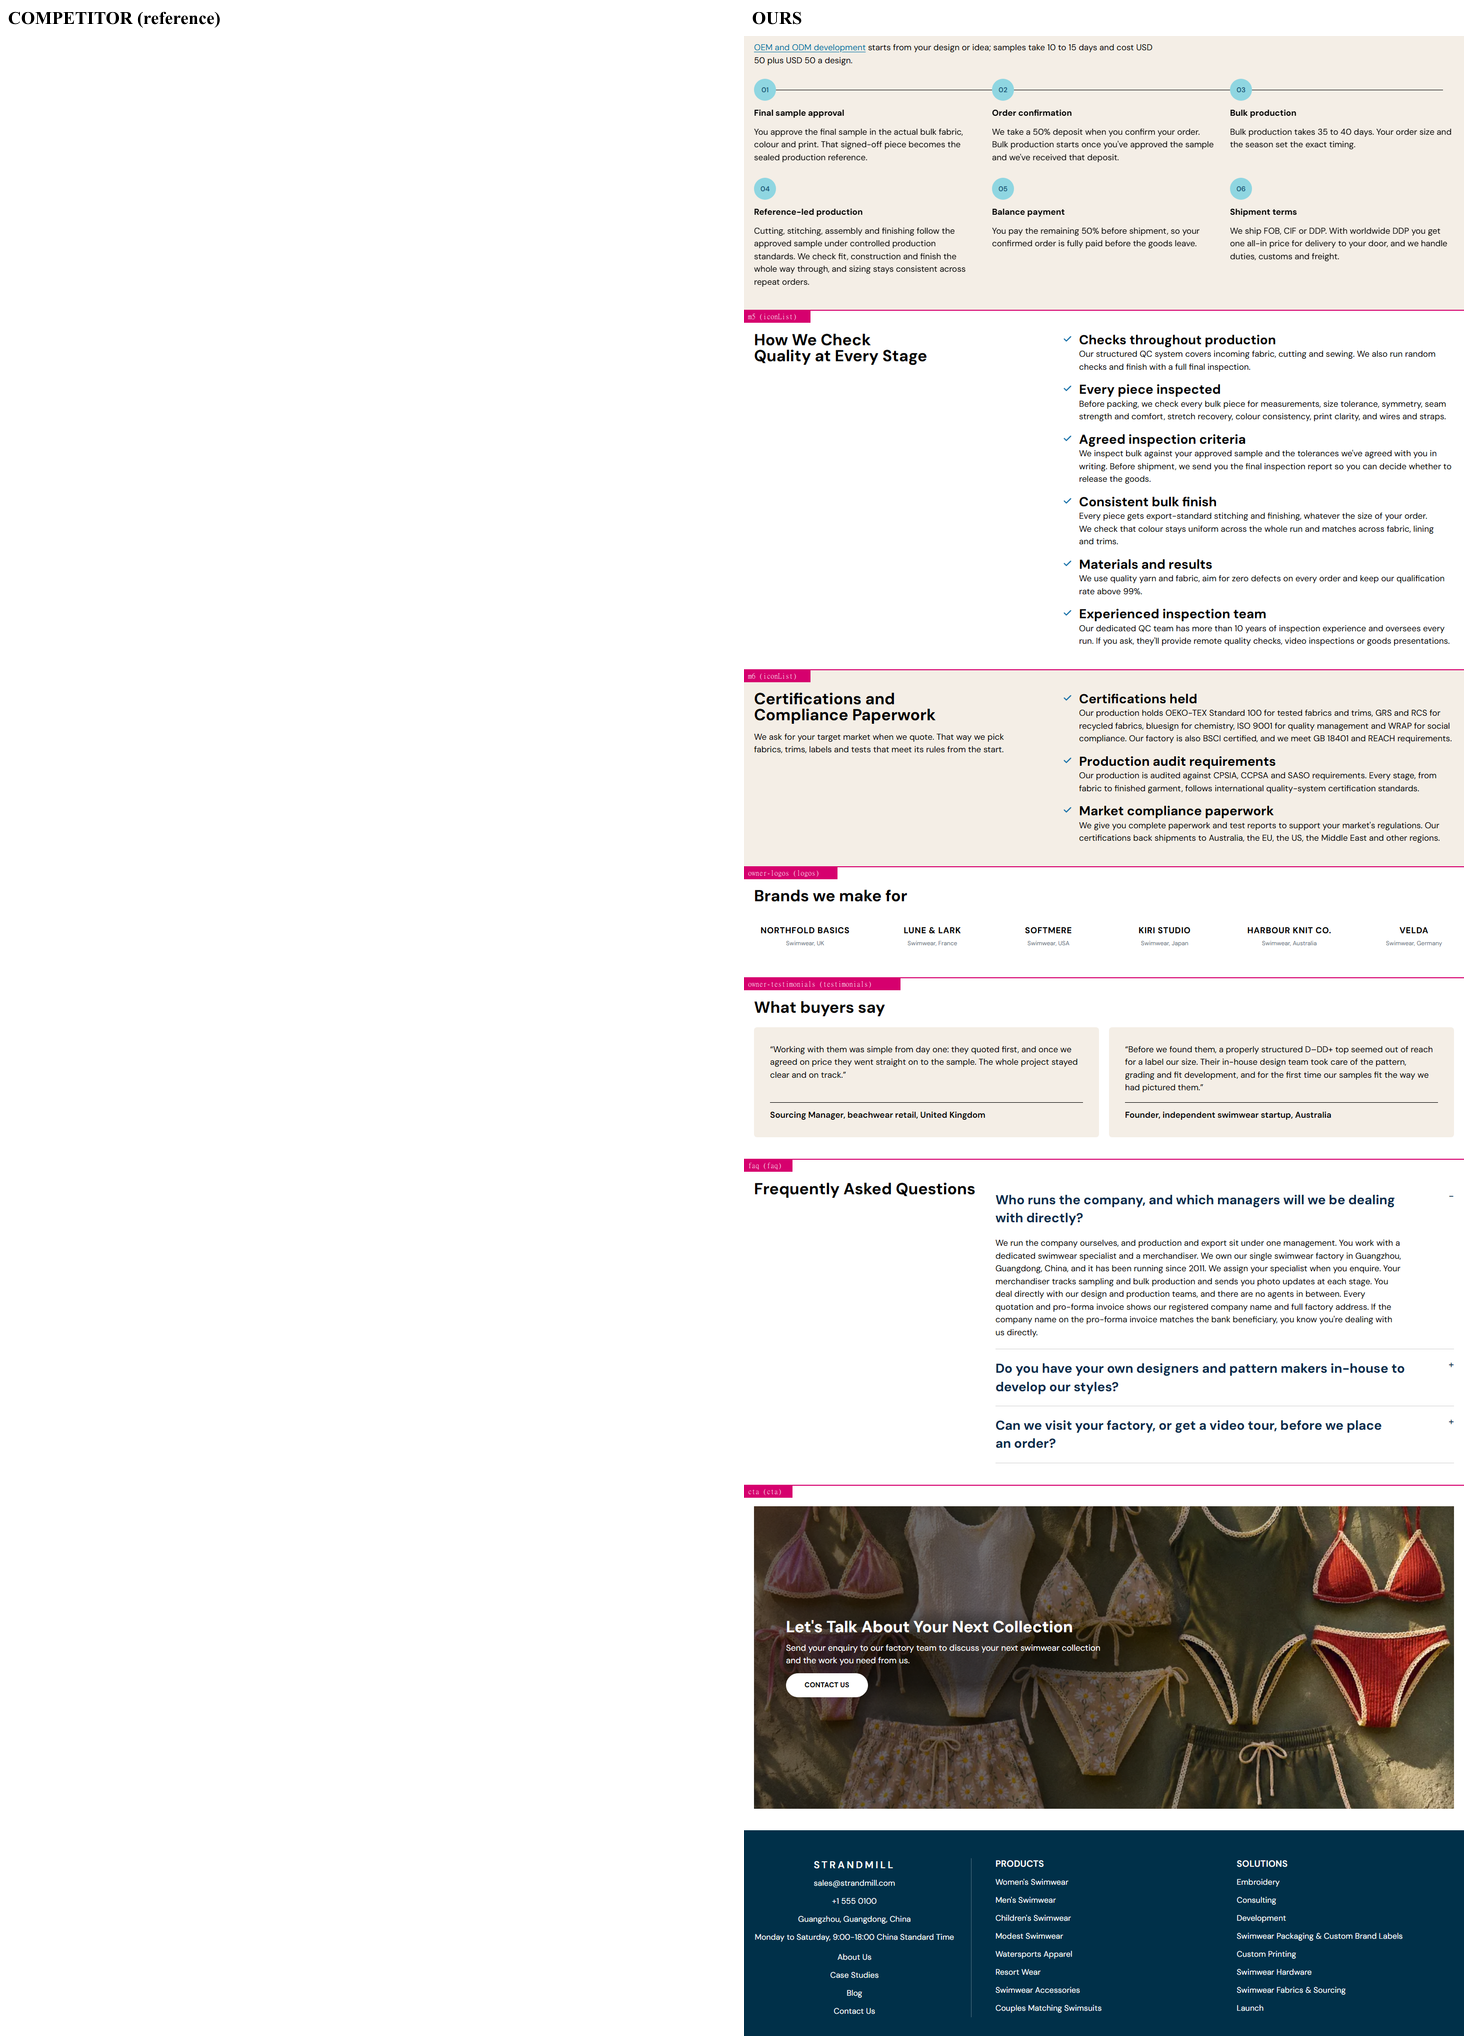 COMPETITOR (reference)
OURS
OEM and ODM development starts from your design or idea; samples take 10 to 15 days and cost USD
50 plus USD 50 a design.
01
Final sample approval
You approve the final sample in the actual bulk fabric,
colour and print. That signed-off piece becomes the
sealed production reference.
02
Order confirmation
We take a 50% deposit when you confirm your order.
Bulk production starts once you've approved the sample
and we've received that deposit.
03
Bulk production
Bulk production takes 35 to 40 days. Your order size and
the season set the exact timing.
04
Reference-led production
Cutting, stitching, assembly and finishing follow the
approved sample under controlled production
standards. We check fit, construction and finish the
whole way through, and sizing stays consistent across
repeat orders.
05
Balance payment
You pay the remaining 50% before shipment, so your
confirmed order is fully paid before the goods leave.
06
Shipment terms
We ship FOB, CIF or DDP. With worldwide DDP you get
one all-in price for delivery to your door, and we handle
duties, customs and freight.
m5 (iconList)
How We Check
Quality at Every Stage
Checks throughout production
Our structured QC system covers incoming fabric, cutting and sewing. We also run random
checks and finish with a full final inspection.
Every piece inspected
Before packing, we check every bulk piece for measurements, size tolerance, symmetry, seam
strength and comfort, stretch recovery, colour consistency, print clarity, and wires and straps.
Agreed inspection criteria
We inspect bulk against your approved sample and the tolerances we've agreed with you in
writing. Before shipment, we send you the final inspection report so you can decide whether to
release the goods.
Consistent bulk finish
Every piece gets export-standard stitching and finishing, whatever the size of your order.
We check that colour stays uniform across the whole run and matches across fabric, lining
and trims.
Materials and results
We use quality yarn and fabric, aim for zero defects on every order and keep our qualification
rate above 99%.
Experienced inspection team
Our dedicated QC team has more than 10 years of inspection experience and oversees every
run. If you ask, they'll provide remote quality checks, video inspections or goods presentations.
m6 (iconList)
Certifications and
Compliance Paperwork
We ask for your target market when we quote. That way we pick
fabrics, trims, labels and tests that meet its rules from the start.
Certifications held
Our production holds OEKO-TEX Standard 100 for tested fabrics and trims, GRS and RCS for
recycled fabrics, bluesign for chemistry, ISO 9001 for quality management and WRAP for social
compliance. Our factory is also BSCI certified, and we meet GB 18401 and REACH requirements.
Production audit requirements
Our production is audited against CPSIA, CCPSA and SASO requirements. Every stage, from
fabric to finished garment, follows international quality-system certification standards.
Market compliance paperwork
We give you complete paperwork and test reports to support your market's regulations. Our
certifications back shipments to Australia, the EU, the US, the Middle East and other regions.
owner-logos (logos)
Brands we make for
NORTHFOLD BASICS
Swimwear, UK
LUNE & LARK
Swimwear, France
SOFTMERE
Swimwear, USA
KIRI STUDIO
Swimwear, Japan
HARBOUR KNIT CO.
Swimwear, Australia
VELDA
Swimwear, Germany
owner-testimonials (testimonials)
What buyers say
“Working with them was simple from day one: they quoted first, and once we
agreed on price they went straight on to the sample. The whole project stayed
clear and on track.”
Sourcing Manager, beachwear retail, United Kingdom
“Before we found them, a properly structured D–DD+ top seemed out of reach
for a label our size. Their in-house design team took care of the pattern,
grading and fit development, and for the first time our samples fit the way we
had pictured them.”
Founder, independent swimwear startup, Australia
faq (faq)
Frequently Asked Questions
Who runs the company, and which managers will we be dealing
with directly?
−
We run the company ourselves, and production and export sit under one management. You work with a
dedicated swimwear specialist and a merchandiser. We own our single swimwear factory in Guangzhou,
Guangdong, China, and it has been running since 2011. We assign your specialist when you enquire. Your
merchandiser tracks sampling and bulk production and sends you photo updates at each stage. You
deal directly with our design and production teams, and there are no agents in between. Every
quotation and pro-forma invoice shows our registered company name and full factory address. If the
company name on the pro-forma invoice matches the bank beneficiary, you know you're dealing with
us directly.
Do you have your own designers and pattern makers in-house to
develop our styles?
+
Can we visit your factory, or get a video tour, before we place
an order?
+
cta (cta)
Let's Talk About Your Next Collection
Send your enquiry to our factory team to discuss your next swimwear collection
and the work you need from us.
CONTACT US
STRANDMILL
sales@strandmill.com
+1 555 0100
Guangzhou, Guangdong, China
Monday to Saturday, 9:00-18:00 China Standard Time
About Us
Case Studies
Blog
Contact Us
PRODUCTS
Women's Swimwear
Men's Swimwear
Children's Swimwear
Modest Swimwear
Watersports Apparel
Resort Wear
Swimwear Accessories
Couples Matching Swimsuits
SOLUTIONS
Embroidery
Consulting
Development
Swimwear Packaging & Custom Brand Labels
Custom Printing
Swimwear Hardware
Swimwear Fabrics & Sourcing
Launch